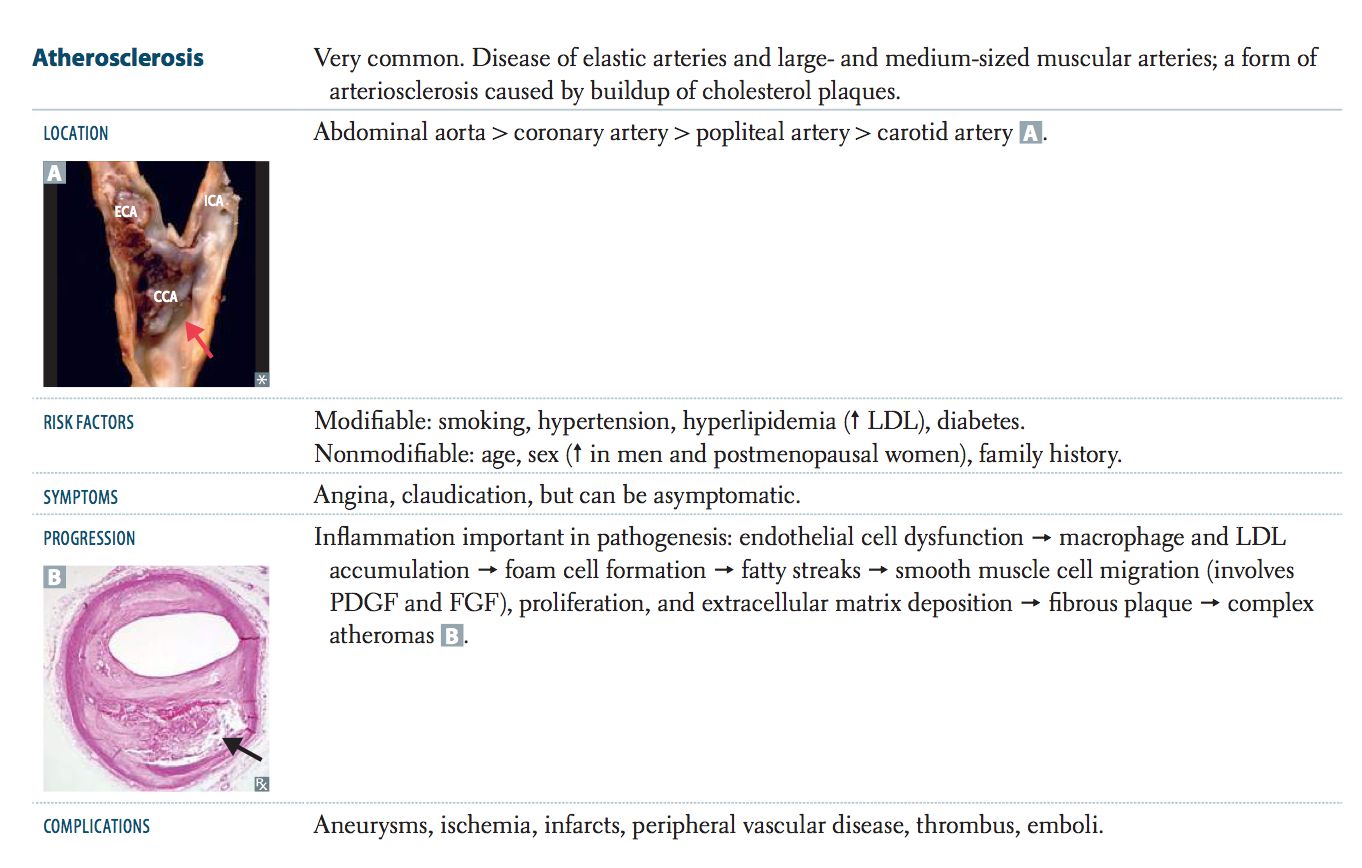 Atherosclerosis
Very common. Disease of elastic arteries and large- and medium-sized muscular arteries; a form of
arteriosclerosis caused by buildup of cholesterol plaques.
LOCATION
Abdominal aorta > coronary artery > popliteal artery > carotid artery A.
A
ECA
ICA
CCA
*
RISK FACTORS
Modifiable: smoking, hypertension, hyperlipidemia (↑ LDL), diabetes.
Nonmodifiable: age, sex (↑ in men and postmenopausal women), family history.
SYMPTOMS
Angina, claudication, but can be asymptomatic.
PROGRESSION
Inflammation important in pathogenesis: endothelial cell dysfunction → macrophage and LDL
accumulation → foam cell formation → fatty streaks → smooth muscle cell migration (involves
PDGF and FGF), proliferation, and extracellular matrix deposition → fibrous plaque → complex
atheromas B.
B
℞
COMPLICATIONS
Aneurysms, ischemia, infarcts, peripheral vascular disease, thrombus, emboli.